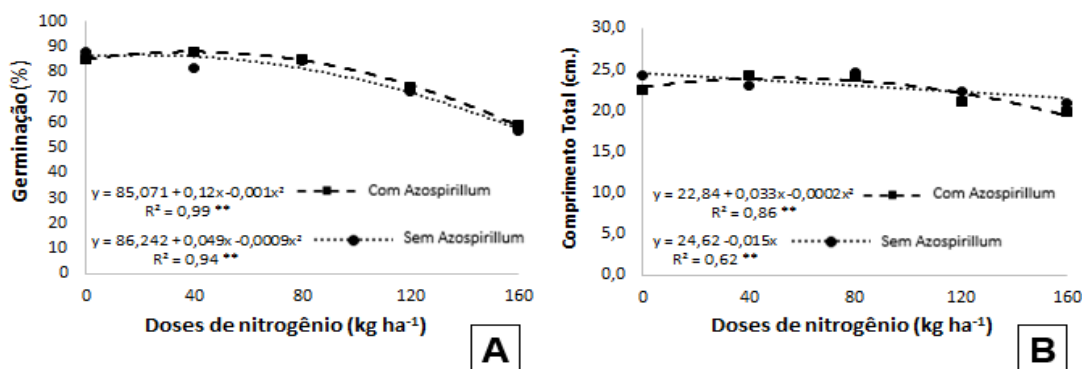 Germinação (%)
100
90
80
70
60
50
40
30
20
10
0
y = 85,071 + 0,12x-0,001x²
R² = 0,99 **
Com Azospirillum
y = 86,242 + 0,049x -0,0009x²
R² = 0,94 **
Sem Azospirillum
0 40 80 120 160
Doses de nitrogênio (kg ha⁻¹)
A
Comprimento Total (cm.)
30,0
25,0
20,0
15,0
10,0
5,0
0,0
y = 22,84 + 0,033x-0,0002x²
R² = 0,86 **
Com Azospirillum
y = 24,62 -0,015x
R² = 0,62 **
Sem Azospirillum
0 40 80 120 160
Doses de nitrogênio (kg ha⁻¹)
B